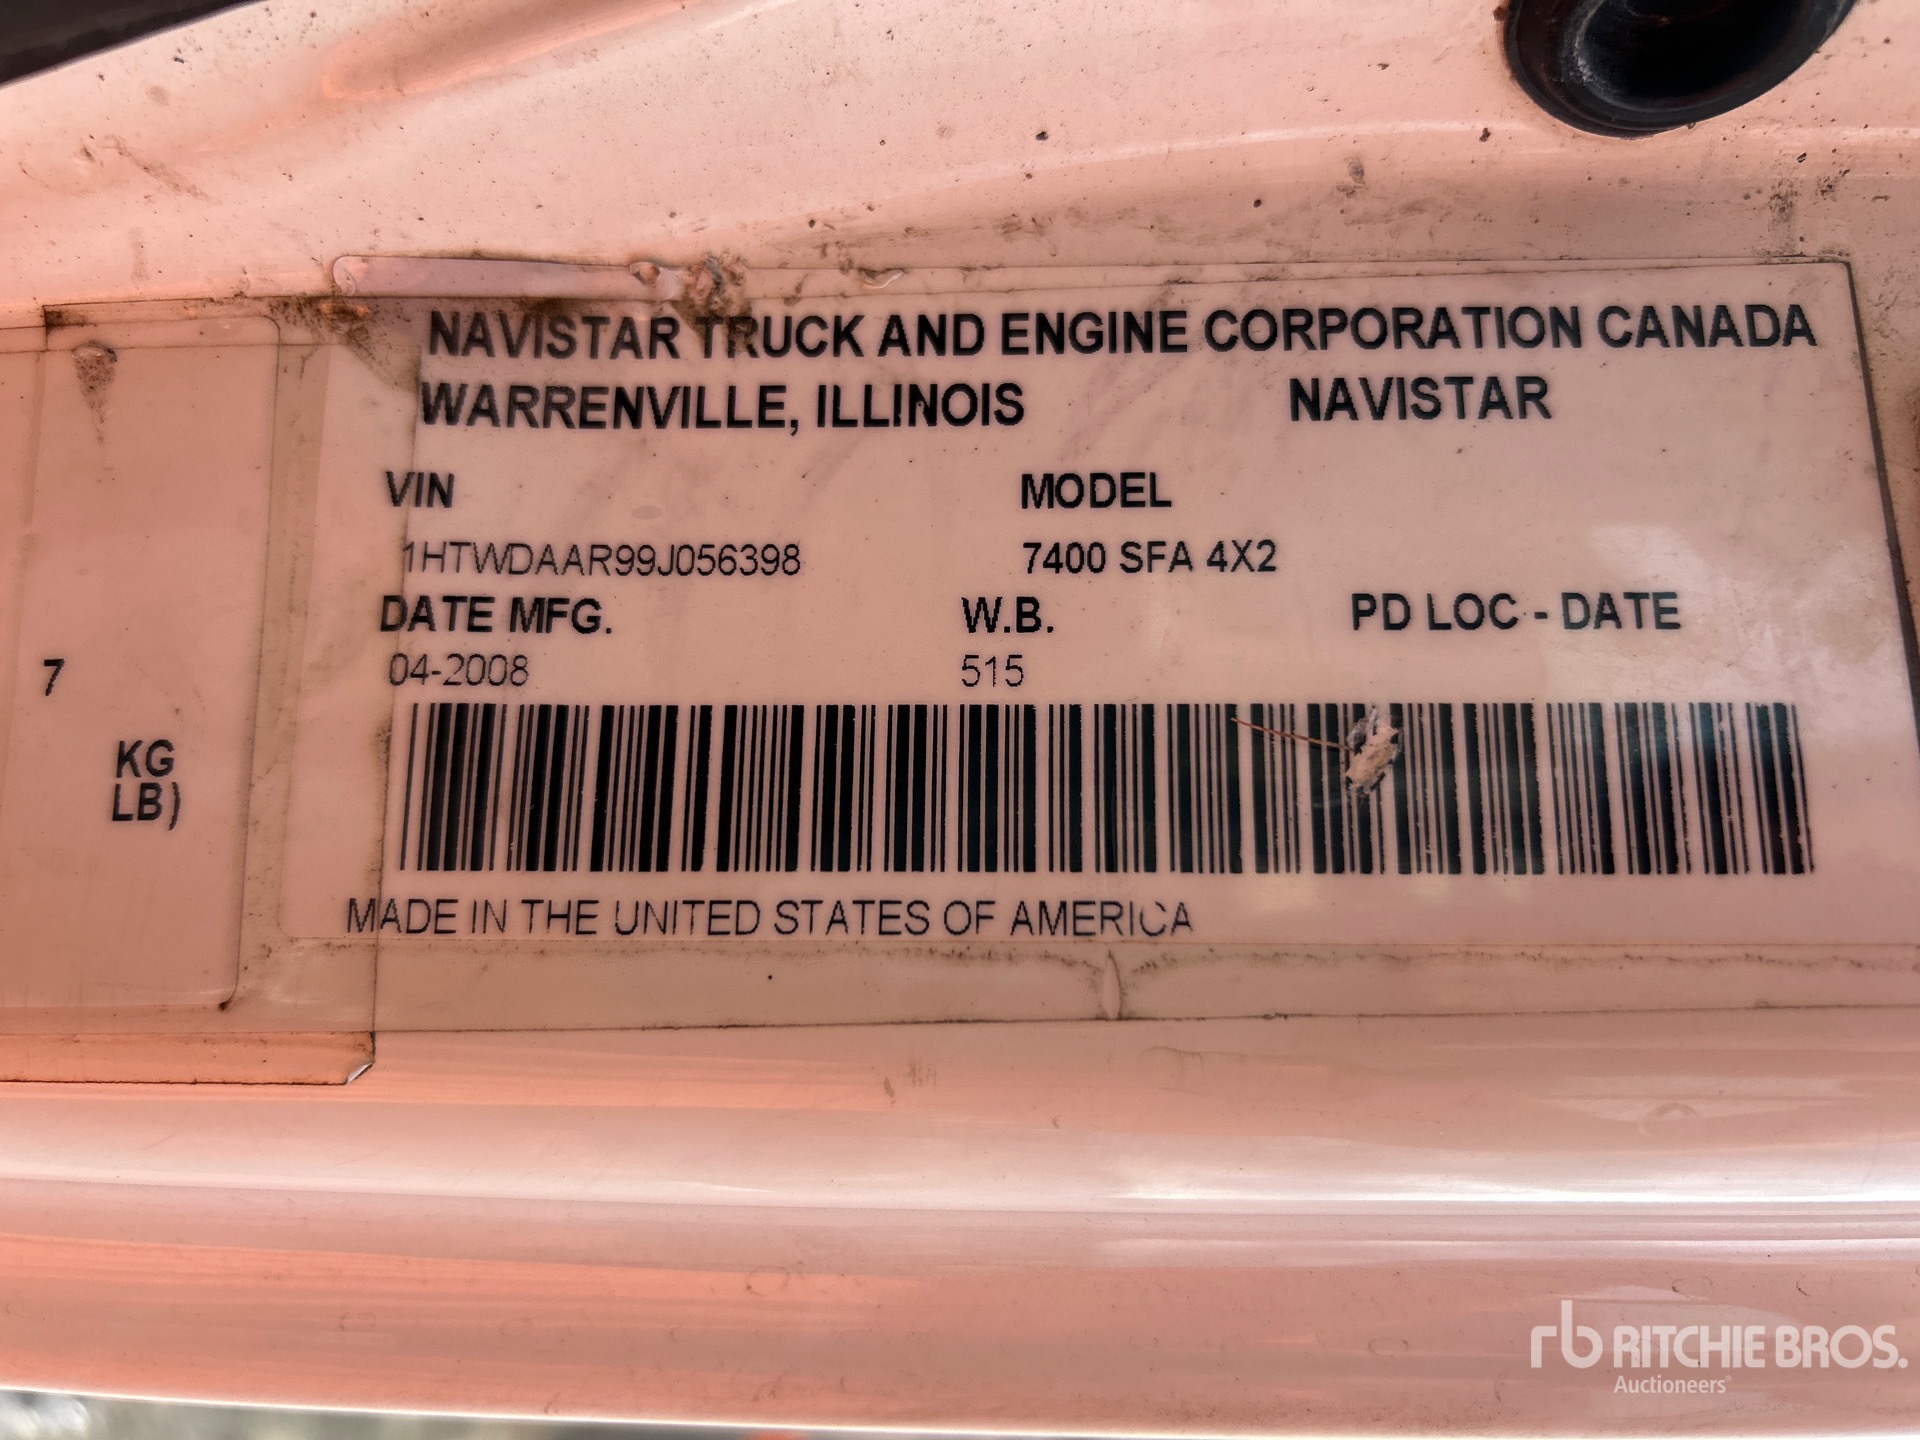 NAVISTAR TRUCK AND ENGINE CORPORATION CANADA
WARRENVILLE, ILLINOIS NAVISTAR
VIN MODEL
1HTWDAAR99J056398 7400 SFA 4X2
DATE MFG. W.B. PD LOC - DATE
04-2008 515
MADE IN THE UNITED STATES OF AMERICA
7
KG
LB)
rb RITCHIE BROS.
Auctioneers